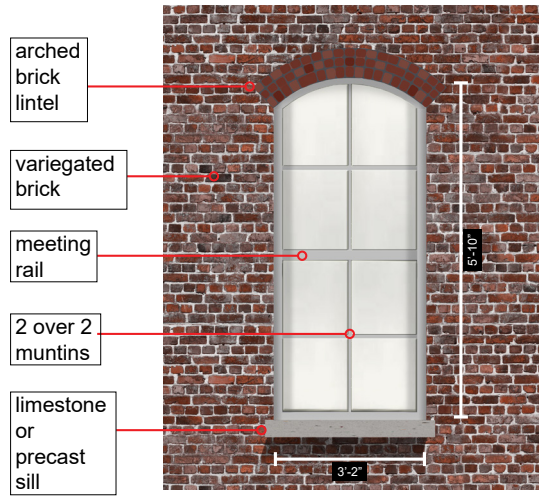 arched
brick
lintel
variegated
brick
meeting
rail
5'-10"
2 over 2
muntins
limestone
or
precast
sill
3'-2"